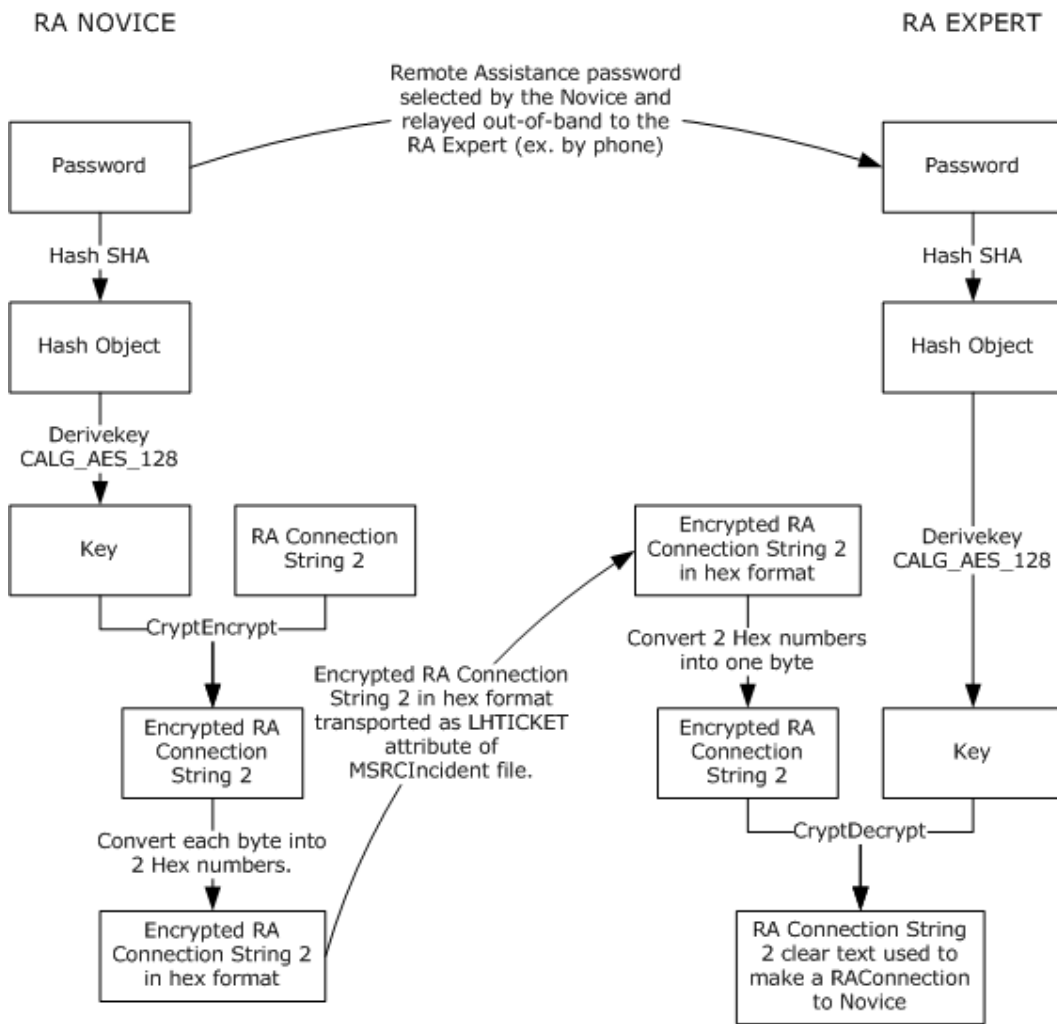 RA NOVICE
RA EXPERT
Remote Assistance password
selected by the Novice and
relayed out-of-band to the
RA Expert (ex. by phone)
Password
Password
Hash SHA
Hash SHA
Hash Object
Hash Object
Derivekey
CALG_AES_128
Key
RA Connection
String 2
Encrypted RA
Connection String 2
in hex format
Derivekey
CALG_AES_128
CryptEncrypt
Convert 2 Hex numbers
into one byte
Encrypted RA Connection
String 2 in hex format
transported as LHTICKET
attribute of
MSRCIncident file.
Encrypted RA
Connection
String 2
Encrypted RA
Connection
String 2
Key
Convert each byte into
2 Hex numbers.
CryptDecrypt
Encrypted RA
Connection String 2
in hex format
RA Connection String
2 clear text used to
make a RAConnection
to Novice